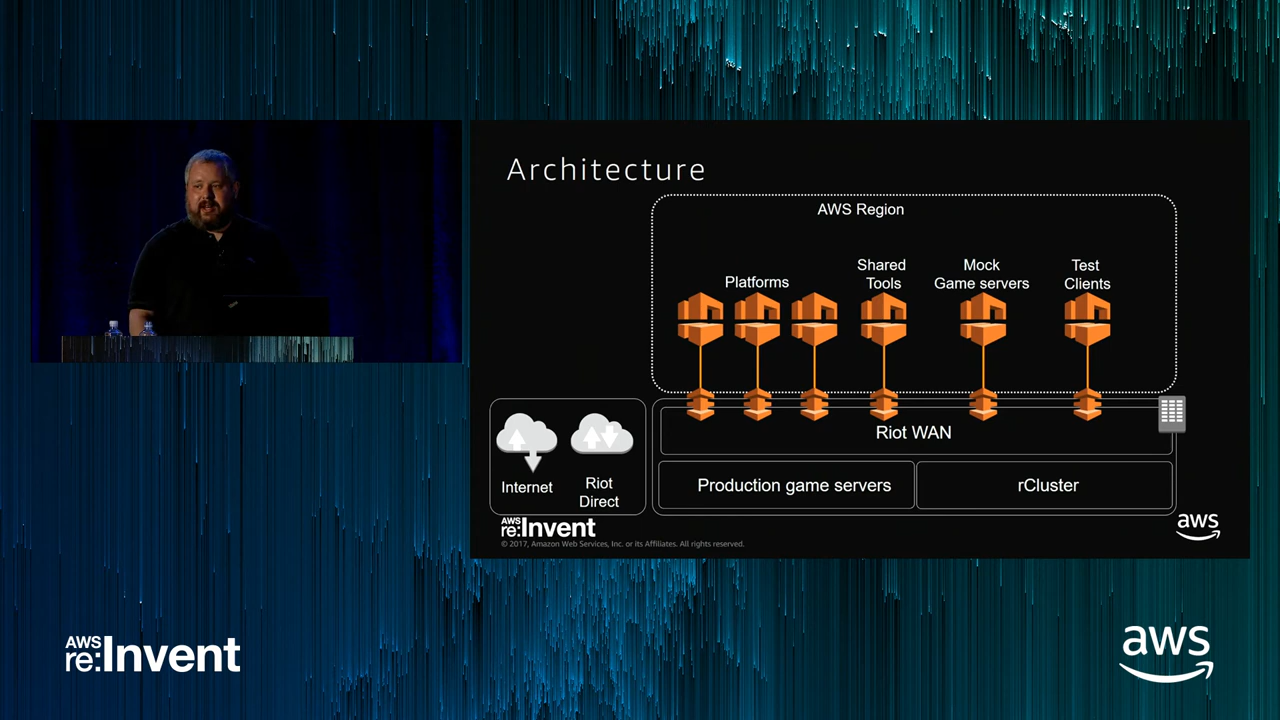 Architecture
AWS Region
Platforms
Shared
Tools
Mock
Game servers
Test
Clients
Riot WAN
Internet
Riot
Direct
Production game servers
rCluster
AWS
re:Invent
aws
© 2017, Amazon Web Services, Inc. or its Affiliates. All rights reserved.
AWS
re:Invent
aws